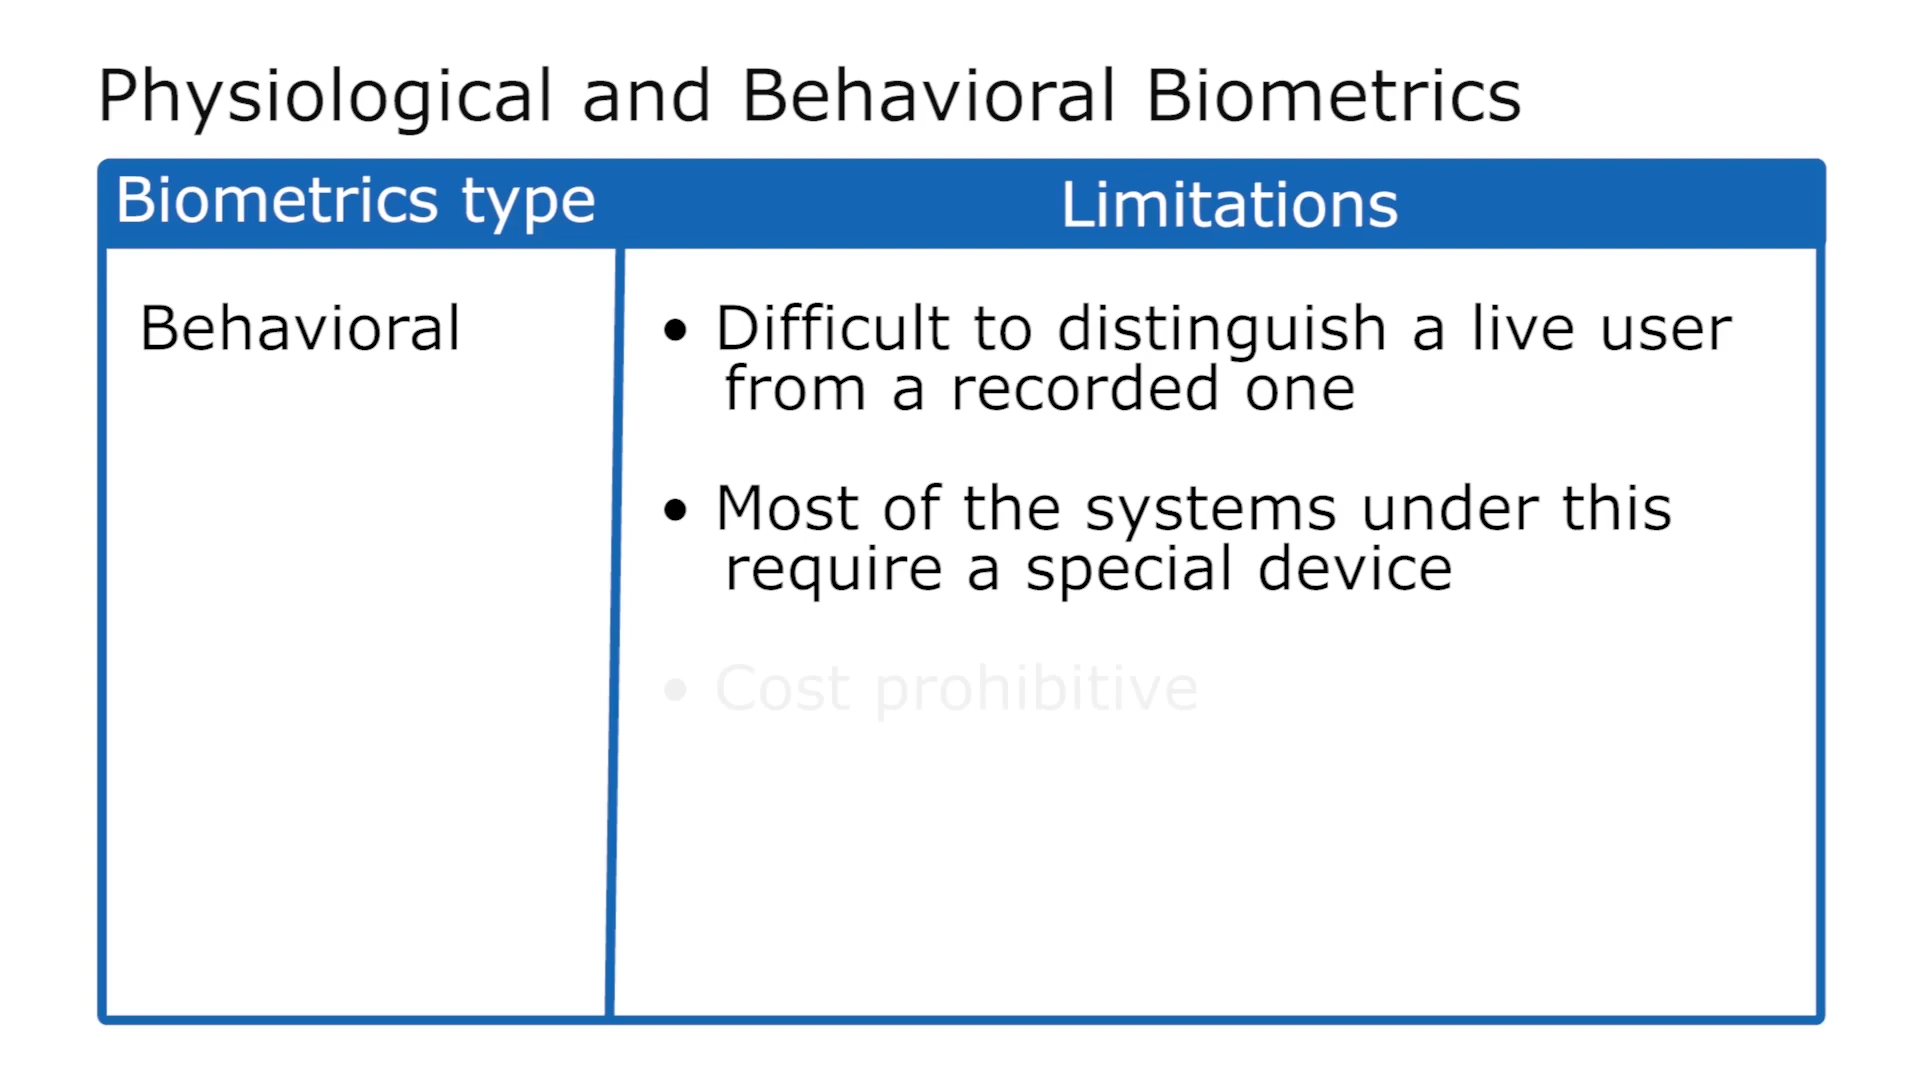 Physiological and Behavioral Biometrics
Biometrics type
Limitations
Behavioral
• Difficult to distinguish a live user
from a recorded one
• Most of the systems under this
require a special device
• Cost prohibitive